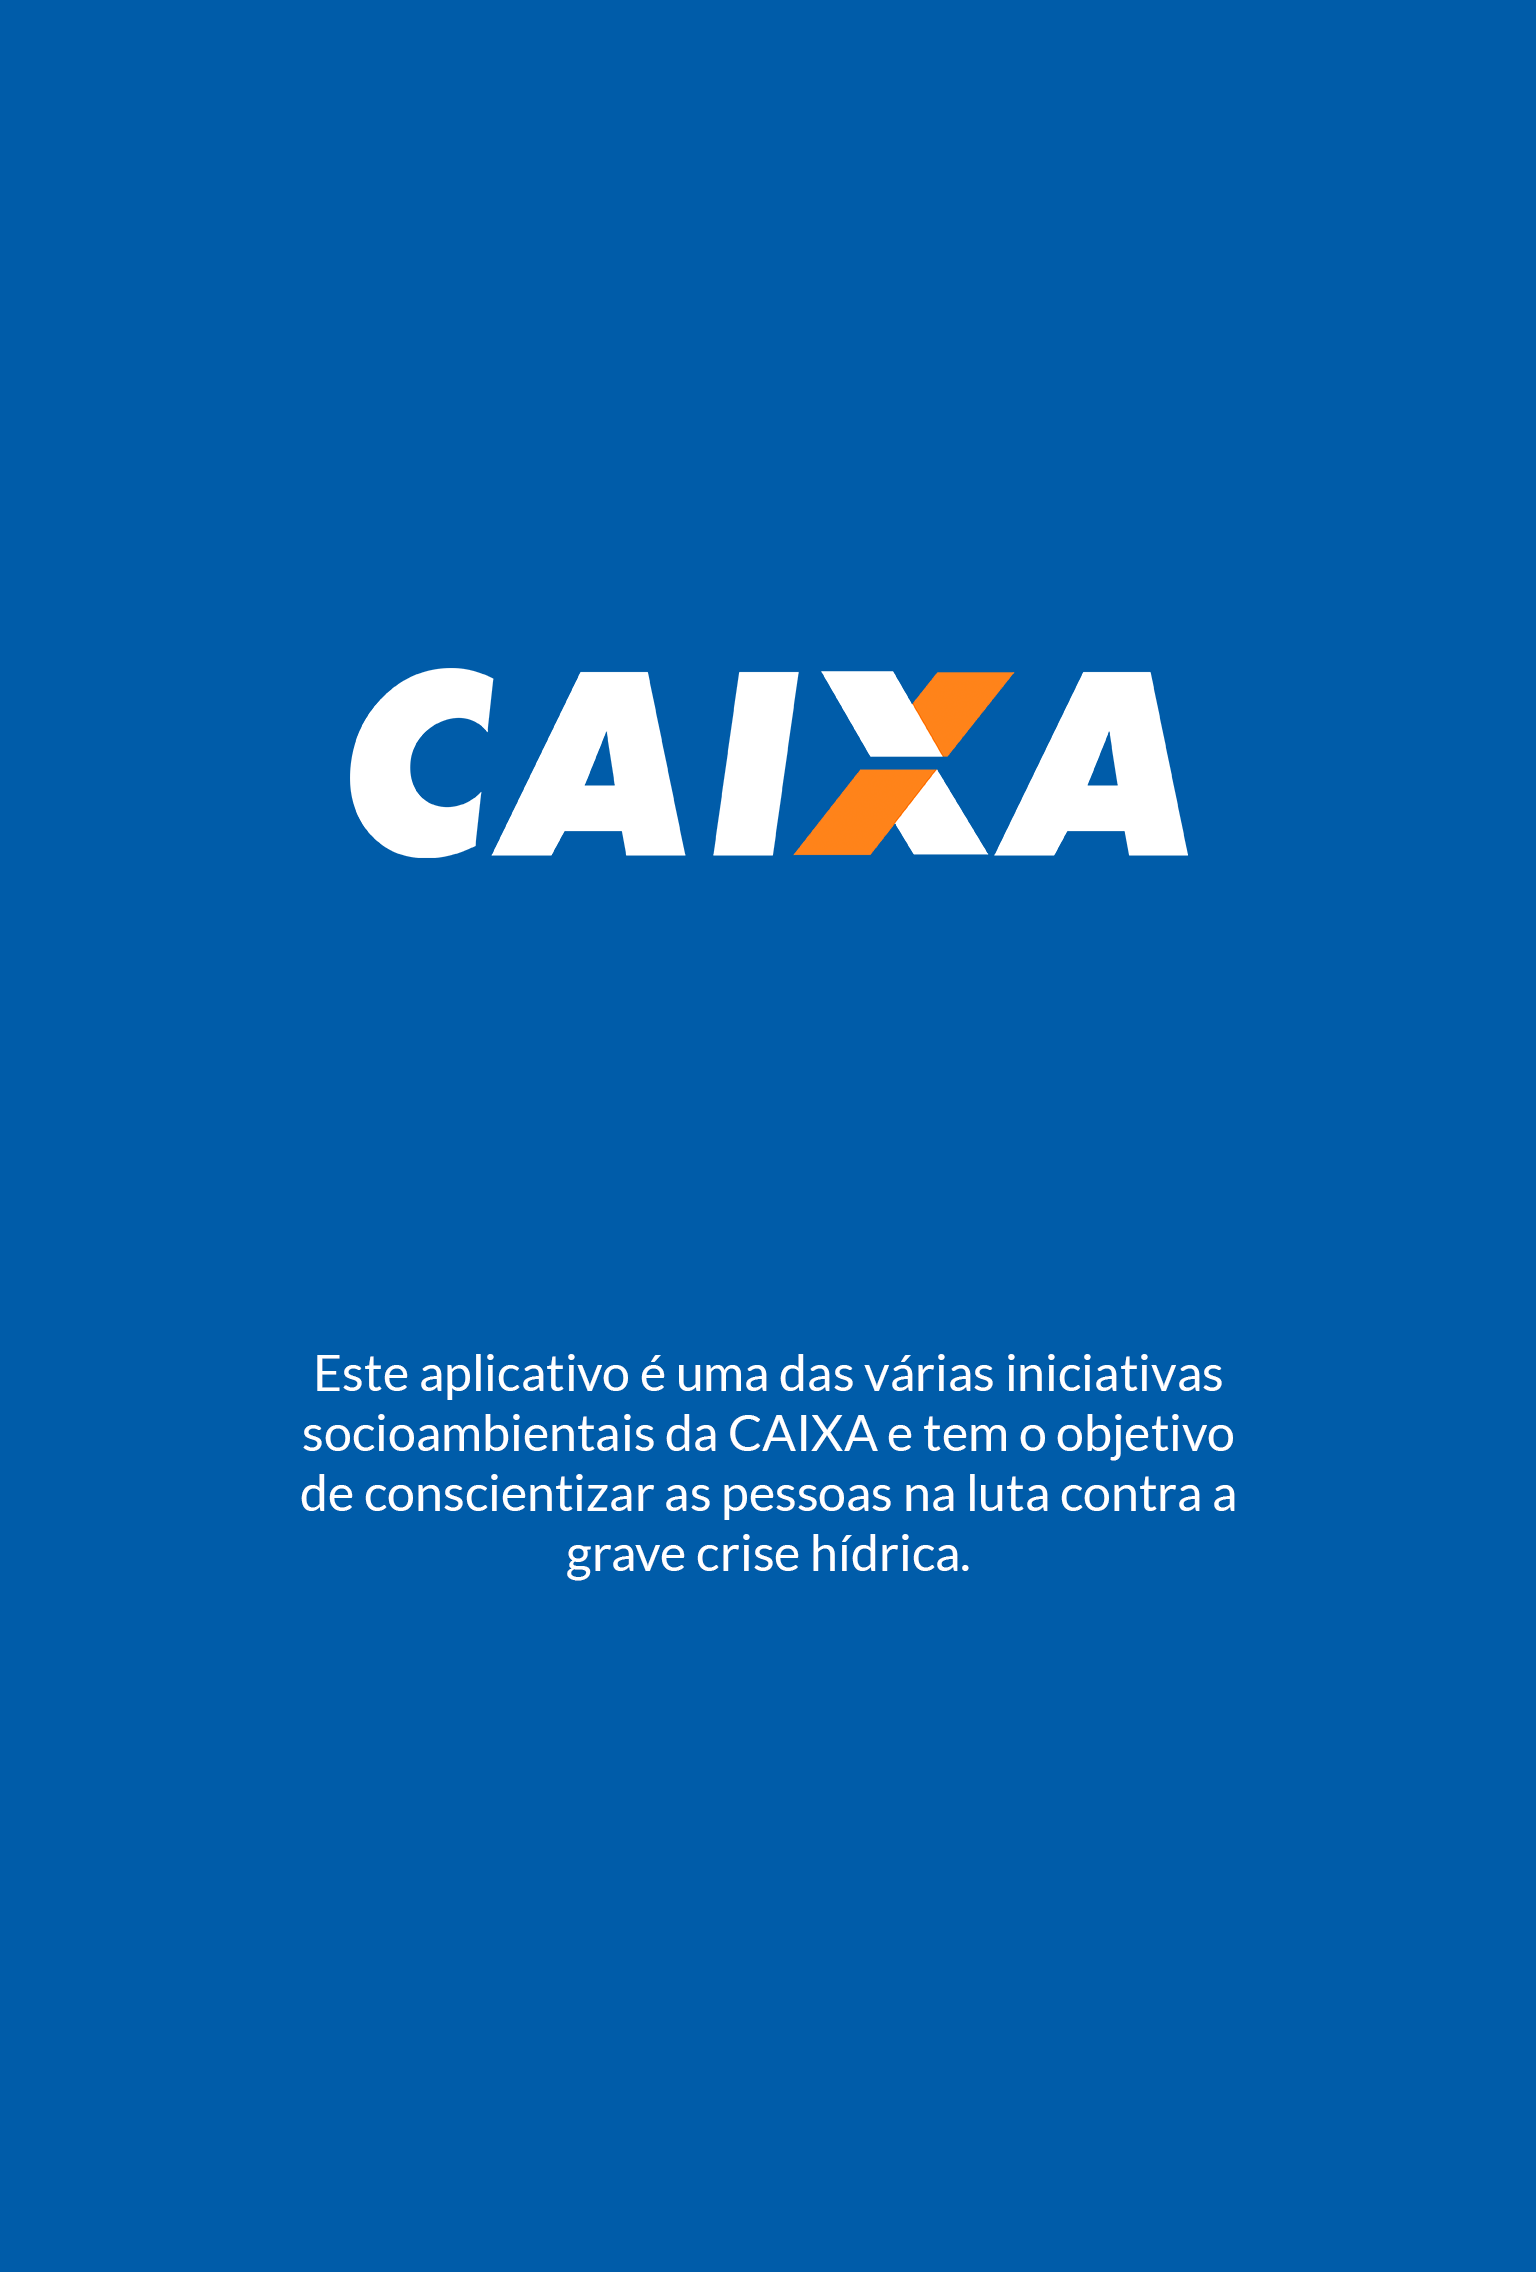 CAIXA
Este aplicativo é uma das várias iniciativas
socioambientais da CAIXA e tem o objetivo
de conscientizar as pessoas na luta contra a
grave crise hídrica.